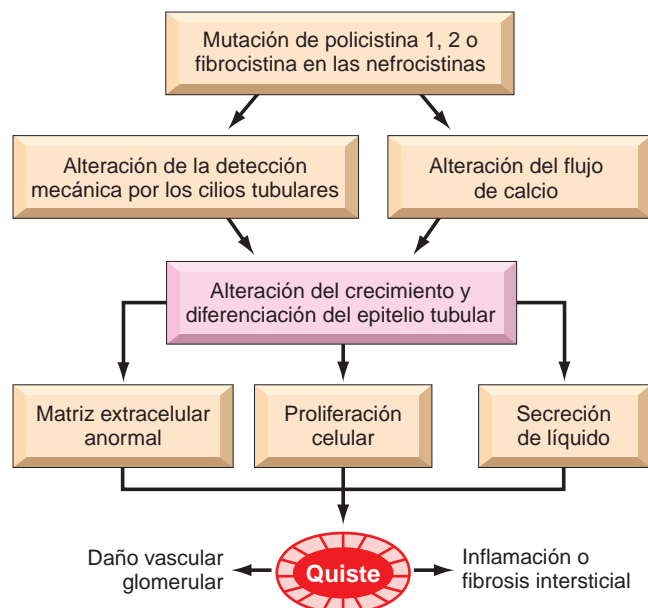 Mutación de policistina 1, 2 o
fibrocistina en las nefrocistinas
Alteración de la detección
mecánica por los cilios tubulares
Alteración del flujo
de calcio
Alteración del crecimiento y
diferenciación del epitelio tubular
Matriz extracelular
anormal
Proliferación
celular
Secreción
de líquido
Daño vascular
glomerular
Quiste
Inflamación o
fibrosis intersticial